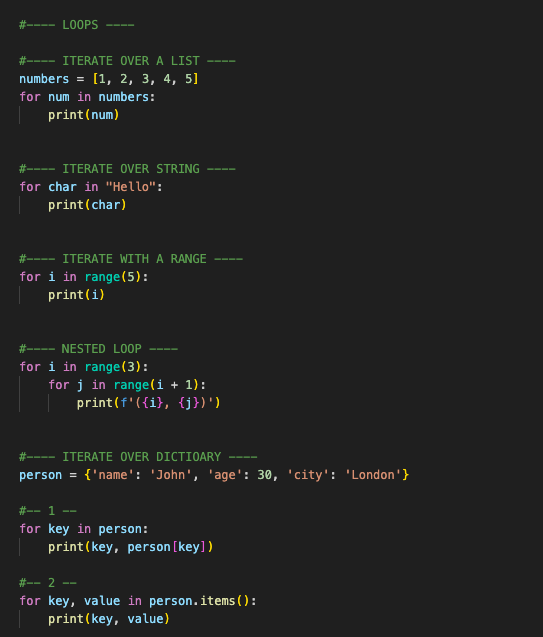 #---- LOOPS ----
#---- ITERATE OVER A LIST ----
numbers = [1, 2, 3, 4, 5]
for num in numbers:
    print(num)
#---- ITERATE OVER STRING ----
for char in "Hello":
    print(char)
#---- ITERATE WITH A RANGE ----
for i in range(5):
    print(i)
#---- NESTED LOOP ----
for i in range(3):
    for j in range(i + 1):
        print(f'({i}, {j})')
#---- ITERATE OVER DICTIOARY ----
person = {'name': 'John', 'age': 30, 'city': 'London'}
#-- 1 --
for key in person:
    print(key, person[key])
#-- 2 --
for key, value in person.items():
    print(key, value)